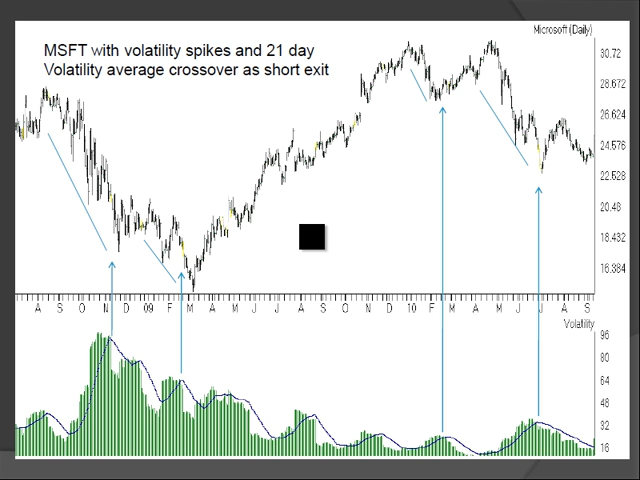 Microsoft (Daily)
MSFT with volatility spikes and 21 day
Volatility average crossover as short exit
30.72
28.672
26.624
24.576
22.528
20.48
18.432
16.384
A S O N D 09 F M A M J J A S O N D 10 F M A M J J A S
Volatility
96
80
64
48
32
16